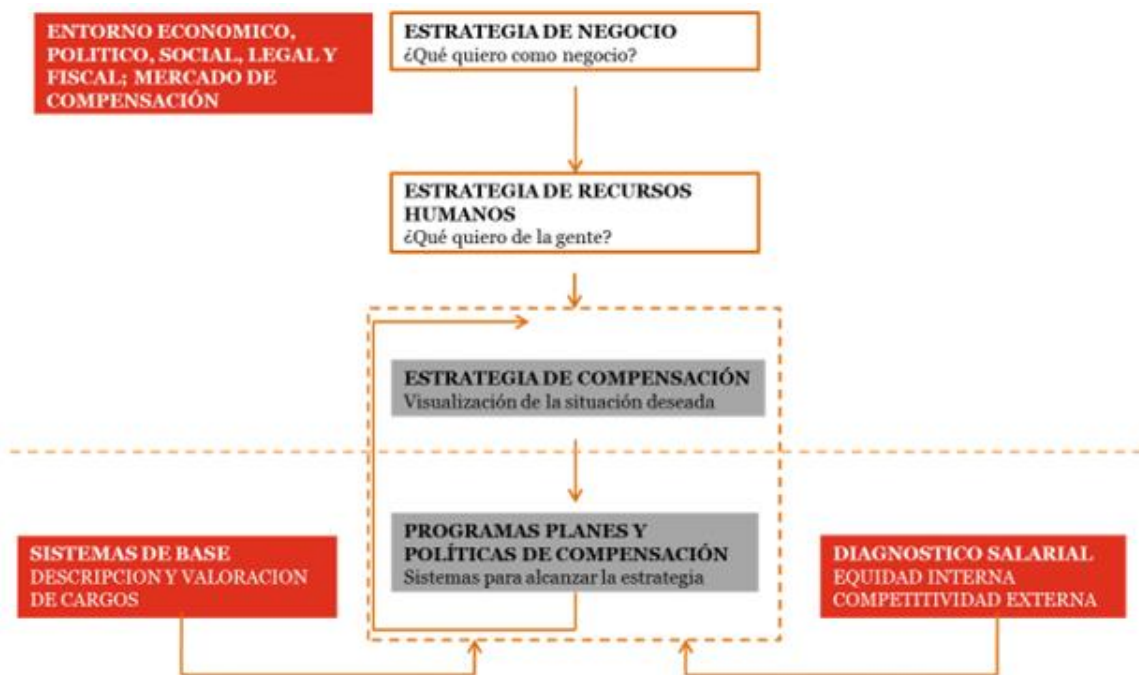 ENTORNO ECONOMICO,
POLITICO, SOCIAL, LEGAL Y
FISCAL; MERCADO DE
COMPENSACIÓN
ESTRATEGIA DE NEGOCIO
¿Qué quiero como negocio?
ESTRATEGIA DE RECURSOS
HUMANOS
¿Qué quiero de la gente?
ESTRATEGIA DE COMPENSACIÓN
Visualización de la situación deseada
PROGRAMAS PLANES Y
POLÍTICAS DE COMPENSACIÓN
Sistemas para alcanzar la estrategia
SISTEMAS DE BASE
DESCRIPCION Y VALORACION
DE CARGOS
DIAGNOSTICO SALARIAL
EQUIDAD INTERNA
COMPETITIVIDAD EXTERNA